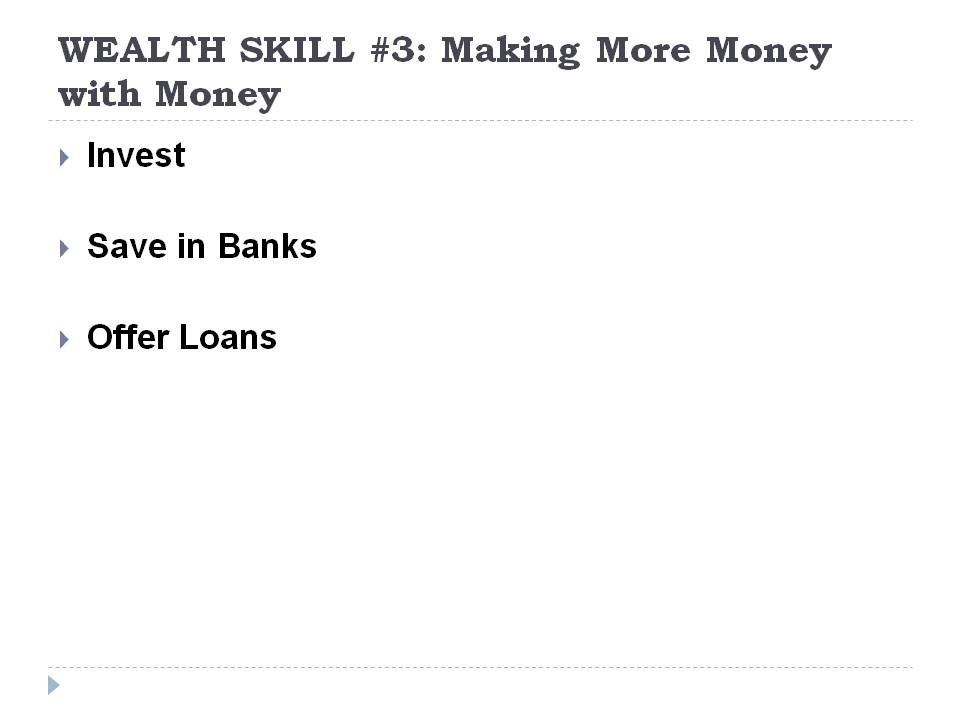 WEALTH SKILL #3: Making More Money
with Money
Invest
Save in Banks
Offer Loans